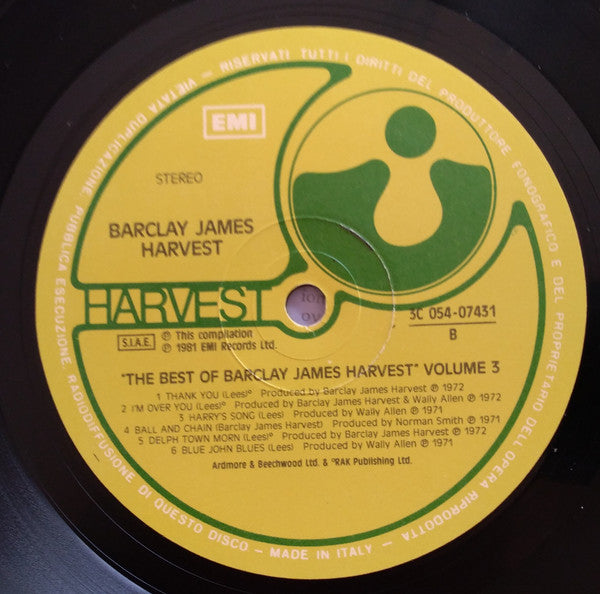 VIETATA DUPLICAZIONE, PUBBLICA ESECUZIONE, RADIODIFFUSIONE DI QUESTO DISCO – MADE IN ITALY – RISERVATI TUTTI I DIRITTI DEL PRODUTTORE FONOGRAFICO E DEL PROPRIETARIO DELL'OPERA RIPRODOTTA
EMI
STEREO
BARCLAY JAMES
HARVEST
HARVEST
3C 054-07431
B
S.I.A.E.
℗ This compilation
℗ 1981 EMI Records Ltd.
"THE BEST OF BARCLAY JAMES HARVEST" VOLUME 3
1 THANK YOU (Lees)° Produced by Barclay James Harvest ℗ 1972
2 I'M OVER YOU (Lees)° Produced by Barclay James Harvest & Wally Allen ℗ 1972
3 HARRY'S SONG (Lees) Produced by Wally Allen ℗ 1971
4 BALL AND CHAIN (Barclay James Harvest) Produced by Norman Smith ℗ 1971
5 DELPH TOWN MORN (Lees)° Produced by Barclay James Harvest ℗ 1972
6 BLUE JOHN BLUES (Lees) Produced by Wally Allen ℗ 1971
Ardmore & Beechwood Ltd. & °RAK Publishing Ltd.